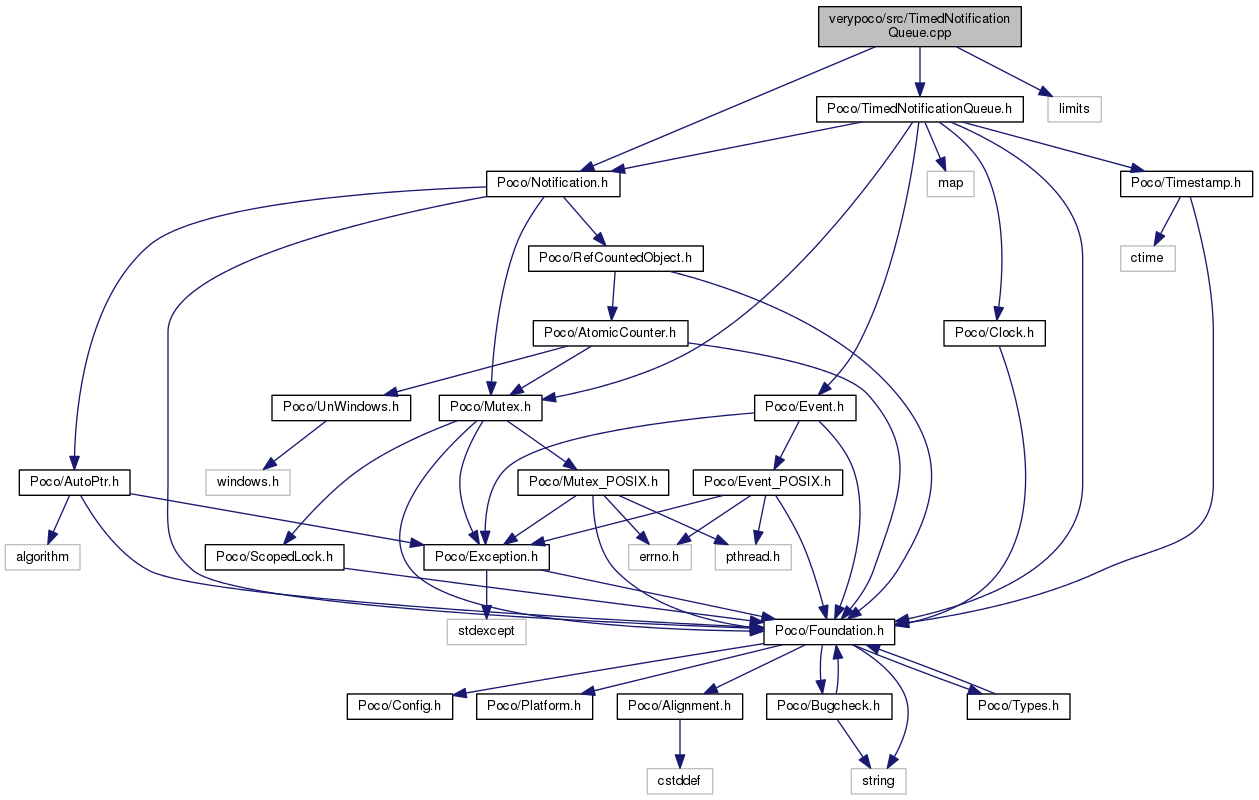 verypoco/src/TimedNotification
Queue.cpp
Poco/TimedNotificationQueue.h
limits
Poco/Notification.h
map
Poco/Timestamp.h
Poco/RefCountedObject.h
ctime
Poco/AtomicCounter.h
Poco/Clock.h
Poco/UnWindows.h
Poco/Mutex.h
Poco/Event.h
Poco/AutoPtr.h
windows.h
Poco/Mutex_POSIX.h
Poco/Event_POSIX.h
algorithm
Poco/ScopedLock.h
Poco/Exception.h
errno.h
pthread.h
stdexcept
Poco/Foundation.h
Poco/Config.h
Poco/Platform.h
Poco/Alignment.h
Poco/Bugcheck.h
Poco/Types.h
cstddef
string